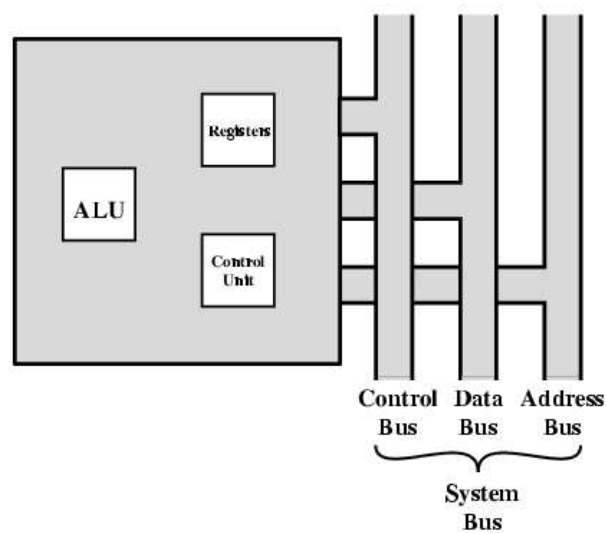 Registers
ALU
Control
Unit
Control Data Address
Bus Bus Bus
System
Bus